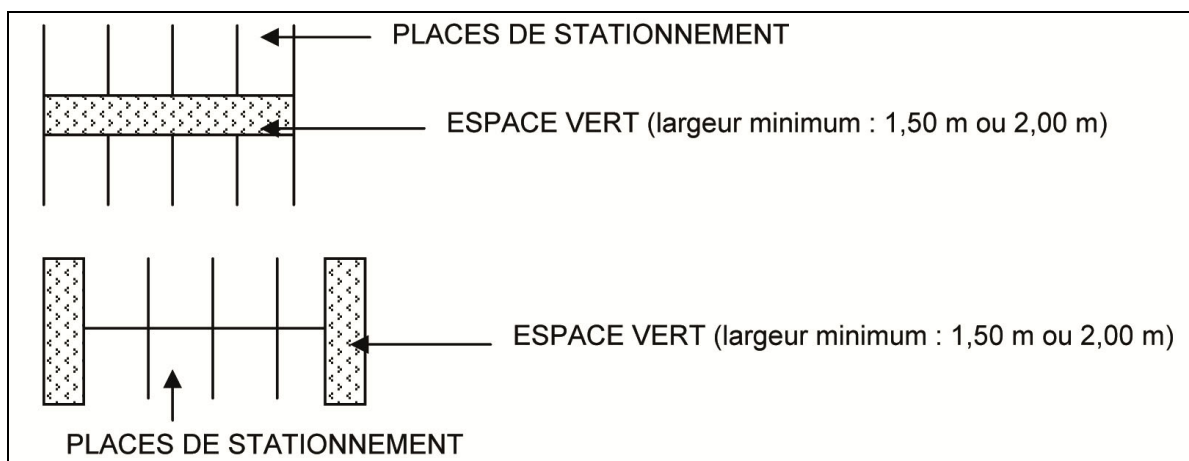 PLACES DE STATIONNEMENT
ESPACE VERT (largeur minimum : 1,50 m ou 2,00 m)
ESPACE VERT (largeur minimum : 1,50 m ou 2,00 m)
PLACES DE STATIONNEMENT